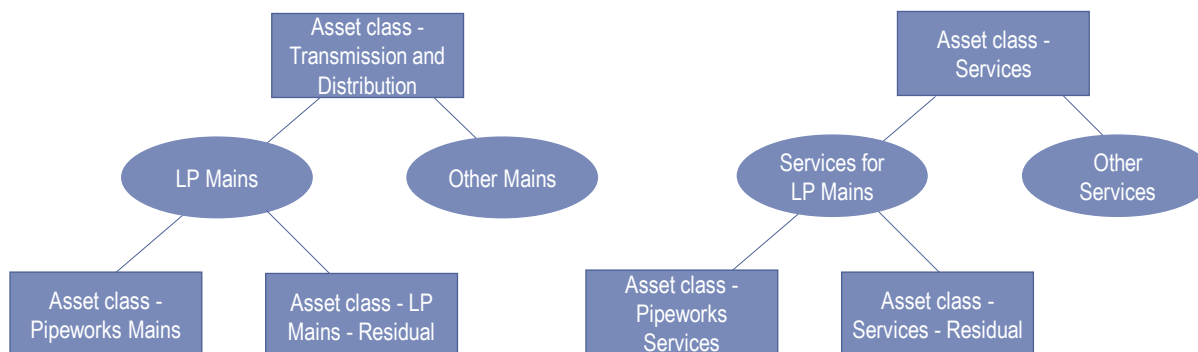 Asset class -
Transmission and
Distribution
Asset class -
Services
LP Mains
Other Mains
Services for
LP Mains
Other
Services
Asset class -
Pipeworks Mains
Asset class - LP
Mains - Residual
Asset class -
Pipeworks
Services
Asset class -
Services - Residual